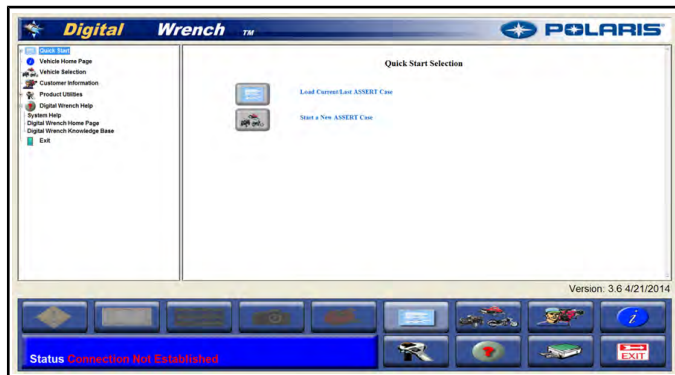 Digital Wrench TM
POLARIS
Quick Start
Vehicle Home Page
Vehicle Selection
Customer Information
Product Utilities
Digital Wrench Help
System Help
Digital Wrench Home Page
Digital Wrench Knowledge Base
Exit
Quick Start Selection
Load Current/Last ASSERT Case
Start a New ASSERT Case
Version: 3.6 4/21/2014
Status Connection Not Established
EXIT